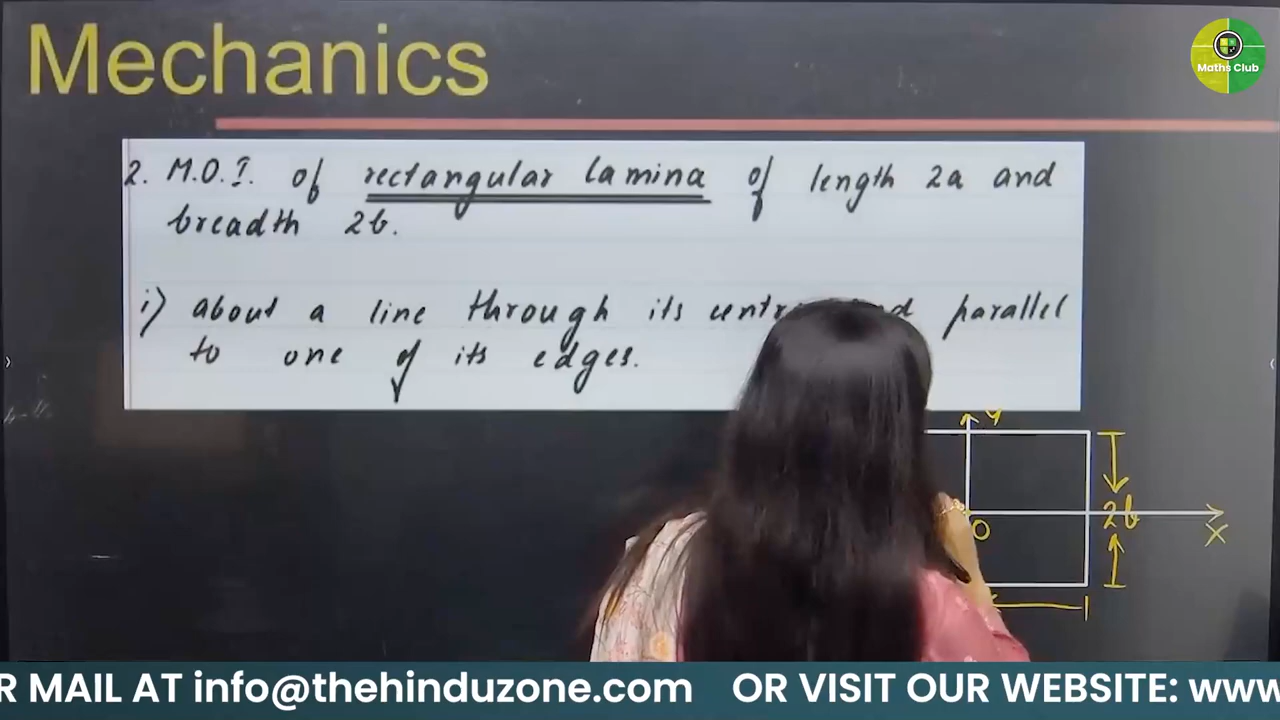 Mechanics
Maths Club
2. M.O.I. of rectangular lamina of length 2a and
breadth 2b.
i) about a line through its parallel
to one of its edges.
y
2b
O
X
R MAIL AT info@thehinduzone.com OR VISIT OUR WEBSITE: www